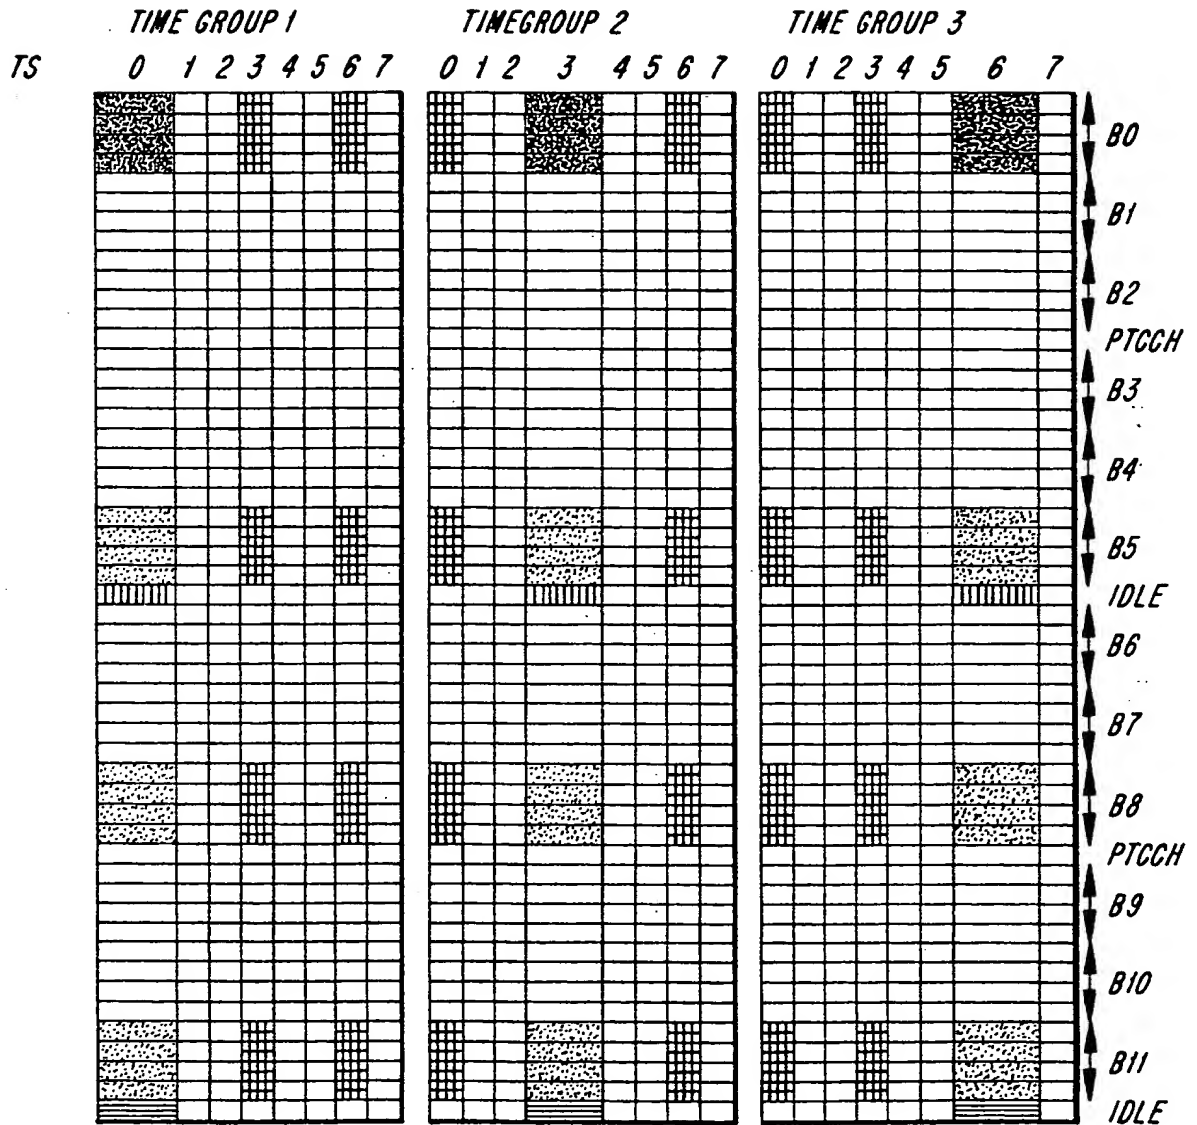 TIME GROUP 1 TIMEGROUP 2 TIME GROUP 3
TS 0 1 2 3 4 5 6 7 0 1 2 3 4 5 6 7 0 1 2 3 4 5 6 7
B0
B1
B2
PTCCH
B3
B4
B5
IDLE
B6
B7
B8
PTCCH
B9
B10
B11
IDLE